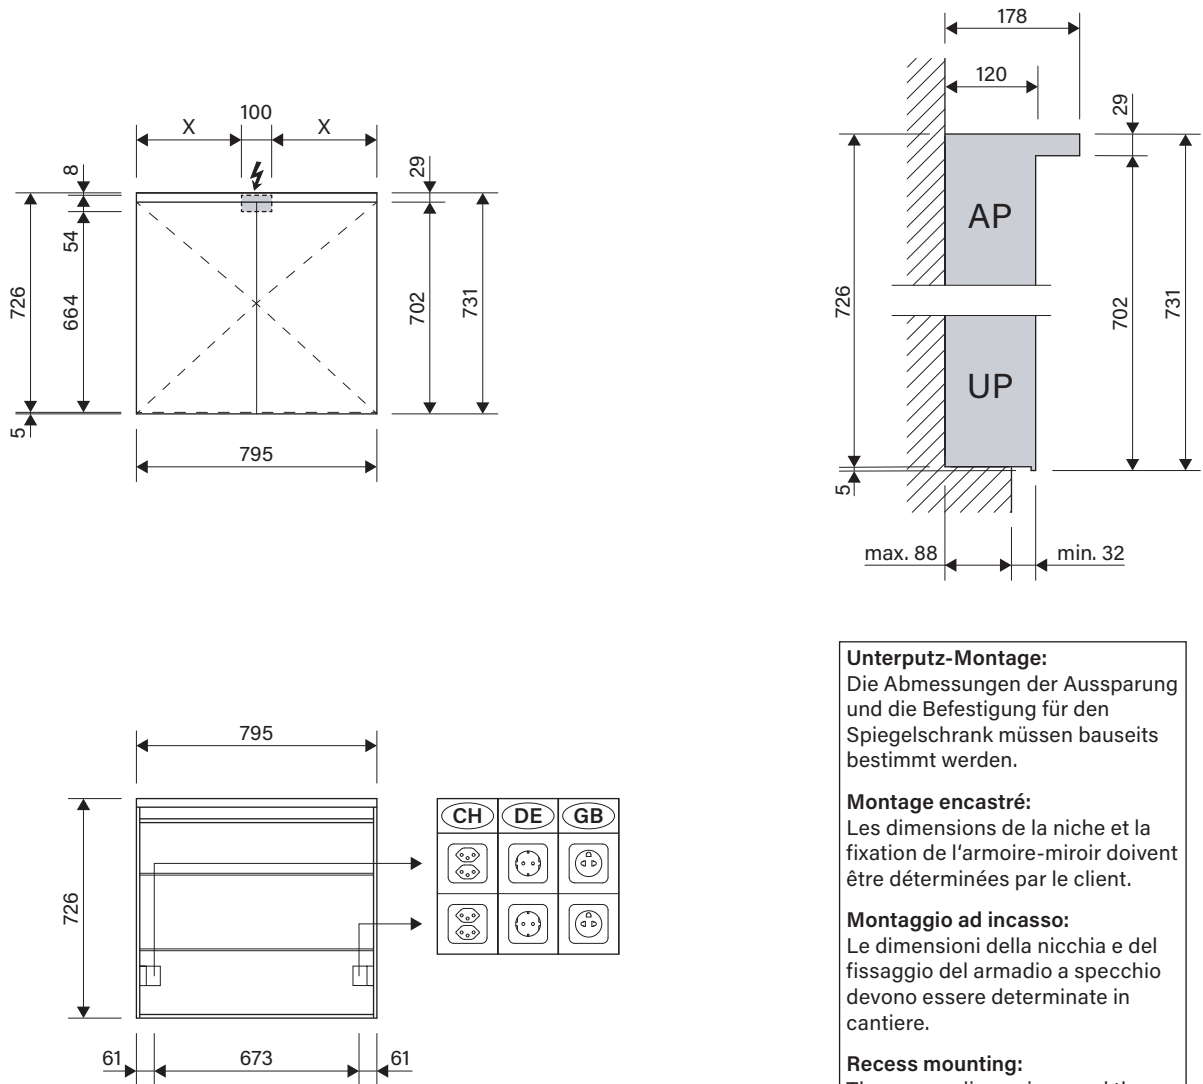 178
120
29
AP
726
702
731
UP
5
max. 88
min. 32
X
100
X
8
29
54
726
664
702
731
5
795
795
726
CH
DE
GB
61
673
61
Unterputz-Montage:
Die Abmessungen der Aussparung
und die Befestigung für den
Spiegelschrank müssen bauseits
bestimmt werden.
Montage encastré:
Les dimensions de la niche et la
fixation de l‘armoire-miroir doivent
être déterminées par le client.
Montaggio ad incasso:
Le dimensioni della nicchia e del
fissaggio del armadio a specchio
devono essere determinate in
cantiere.
Recess mounting: